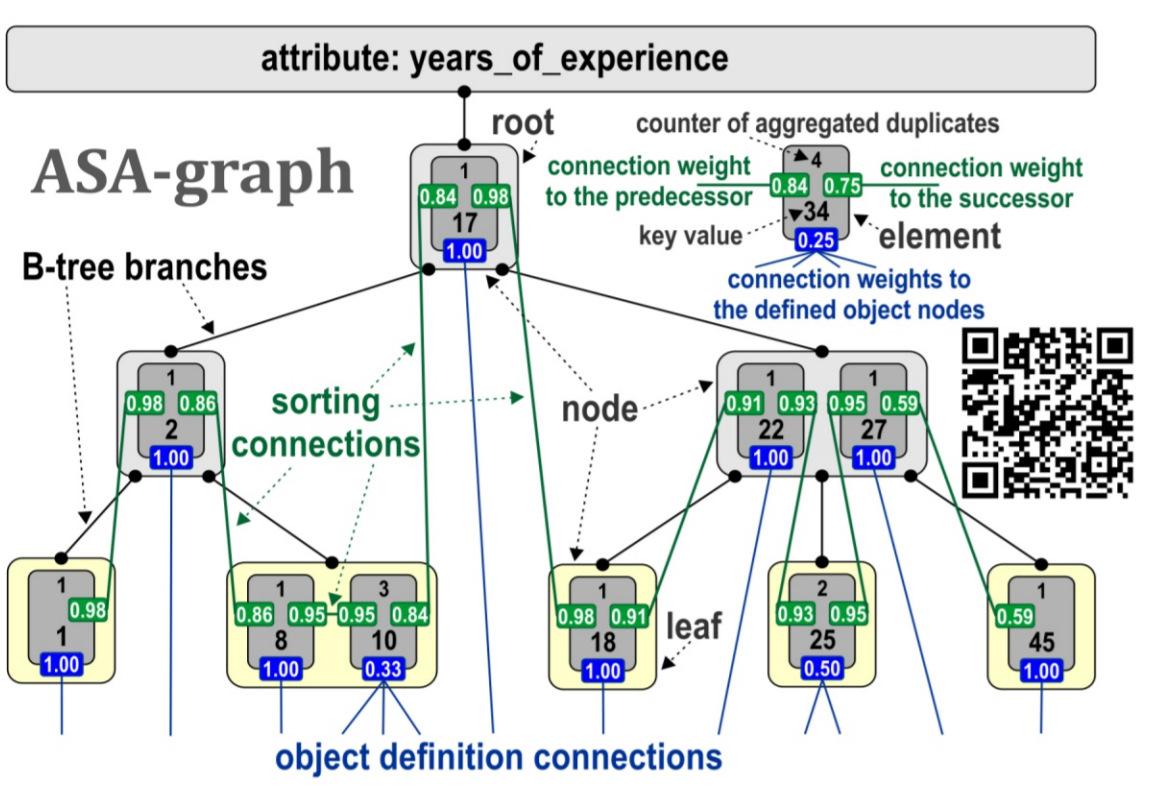 attribute: years_of_experience
ASA-graph
root
counter of aggregated duplicates
connection weight
to the predecessor
connection weight
to the successor
4
0.84 0.75
34
0.25
key value
element
connection weights to
the defined object nodes
1
0.84 0.98
17
1.00
B-tree branches
sorting
connections
node
1
0.98 0.86
2
1.00
1
0.91 0.93
22
1.00
1
0.95 0.59
27
1.00
1
0.98
1
1.00
1
0.86 0.95
8
1.00
3
0.95 0.84
10
0.33
1
0.98 0.91
18
1.00
leaf
2
0.93 0.95
25
0.50
1
0.59
45
1.00
object definition connections